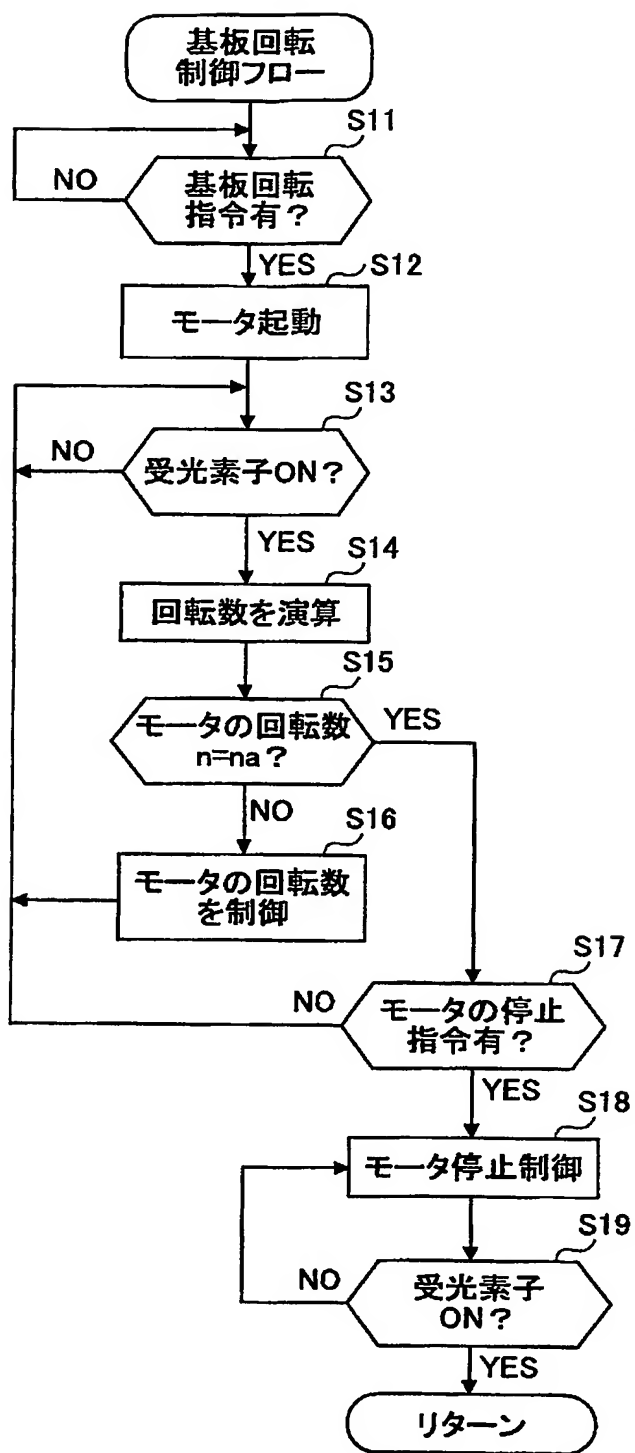 基板回転
制御フロー
S11
NO
基板回転
指令有?
YES
S12
モータ起動
S13
NO
受光素子ON?
YES
S14
回転数を演算
S15
モータの回転数
n=na?
YES
NO
S16
モータの回転数
を制御
S17
NO
モータの停止
指令有?
YES
S18
モータ停止制御
S19
NO
受光素子
ON?
YES
リターン